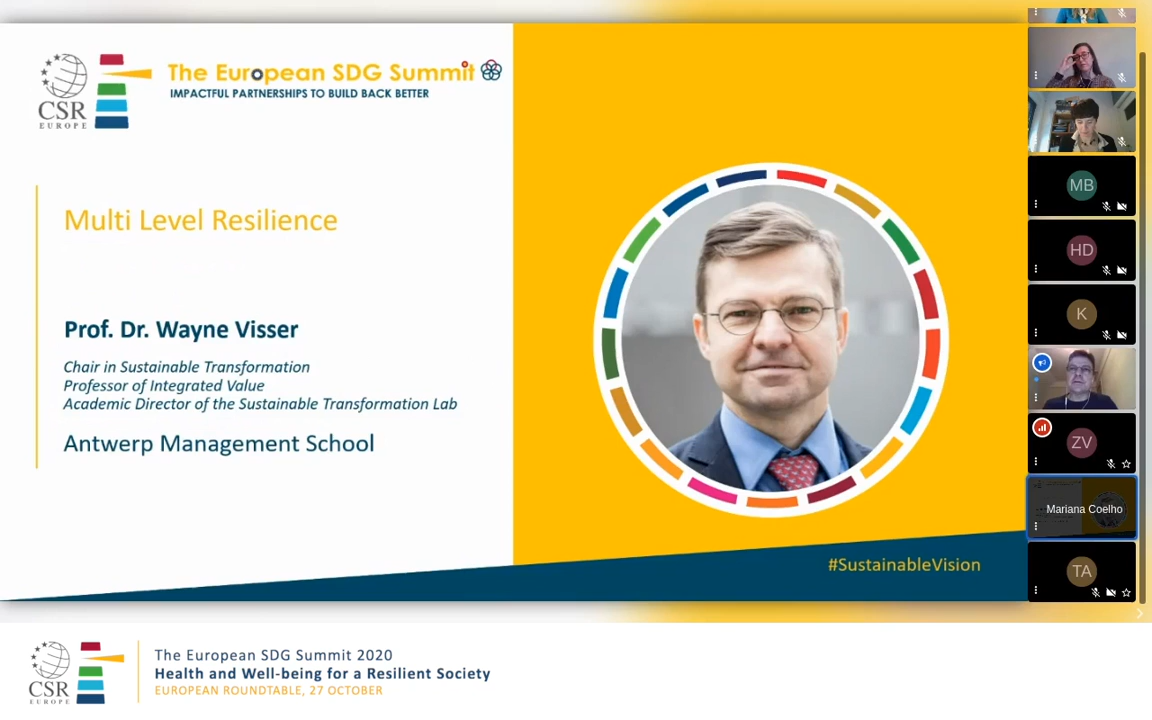 CSR
EUROPE
The European SDG Summit
IMPACTFUL PARTNERSHIPS TO BUILD BACK BETTER
Multi Level Resilience
Prof. Dr. Wayne Visser
Chair in Sustainable Transformation
Professor of Integrated Value
Academic Director of the Sustainable Transformation Lab
Antwerp Management School
#SustainableVision
MB
HD
K
ZV
Mariana Coelho
TA
CSR
EUROPE
The European SDG Summit 2020
Health and Well-being for a Resilient Society
EUROPEAN ROUNDTABLE, 27 OCTOBER